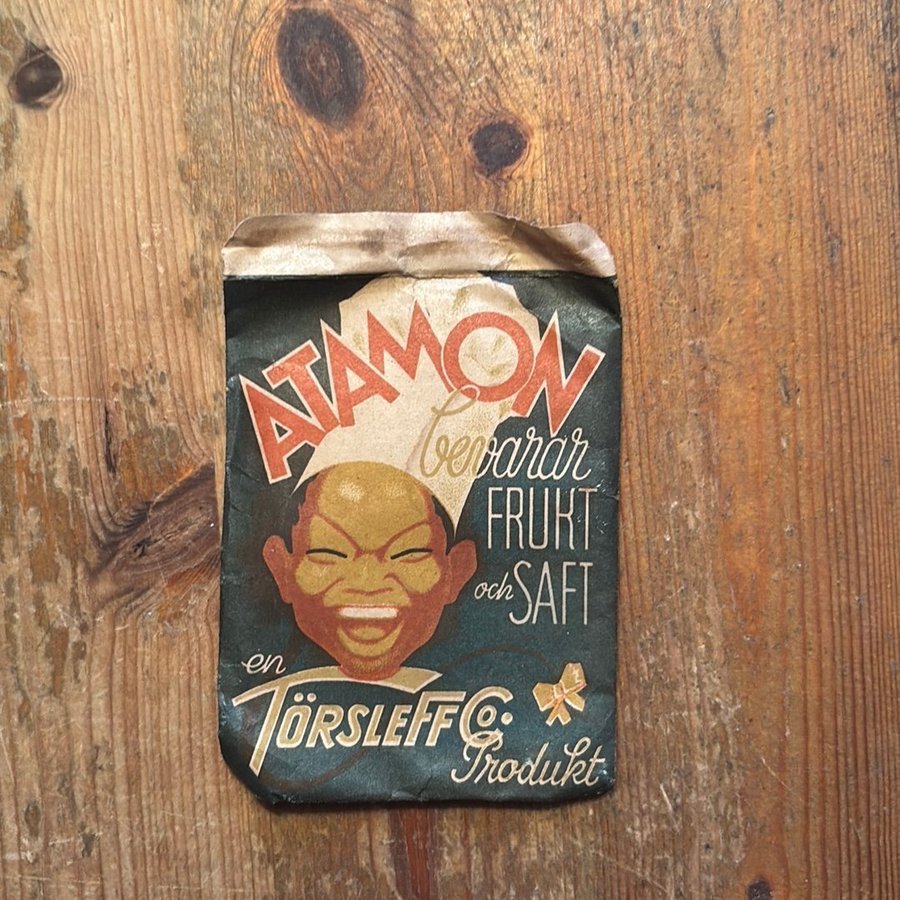 ATAMON
bevarar
FRUKT
och SAFT
en
TÖRSLEFF & Co:
Produkt